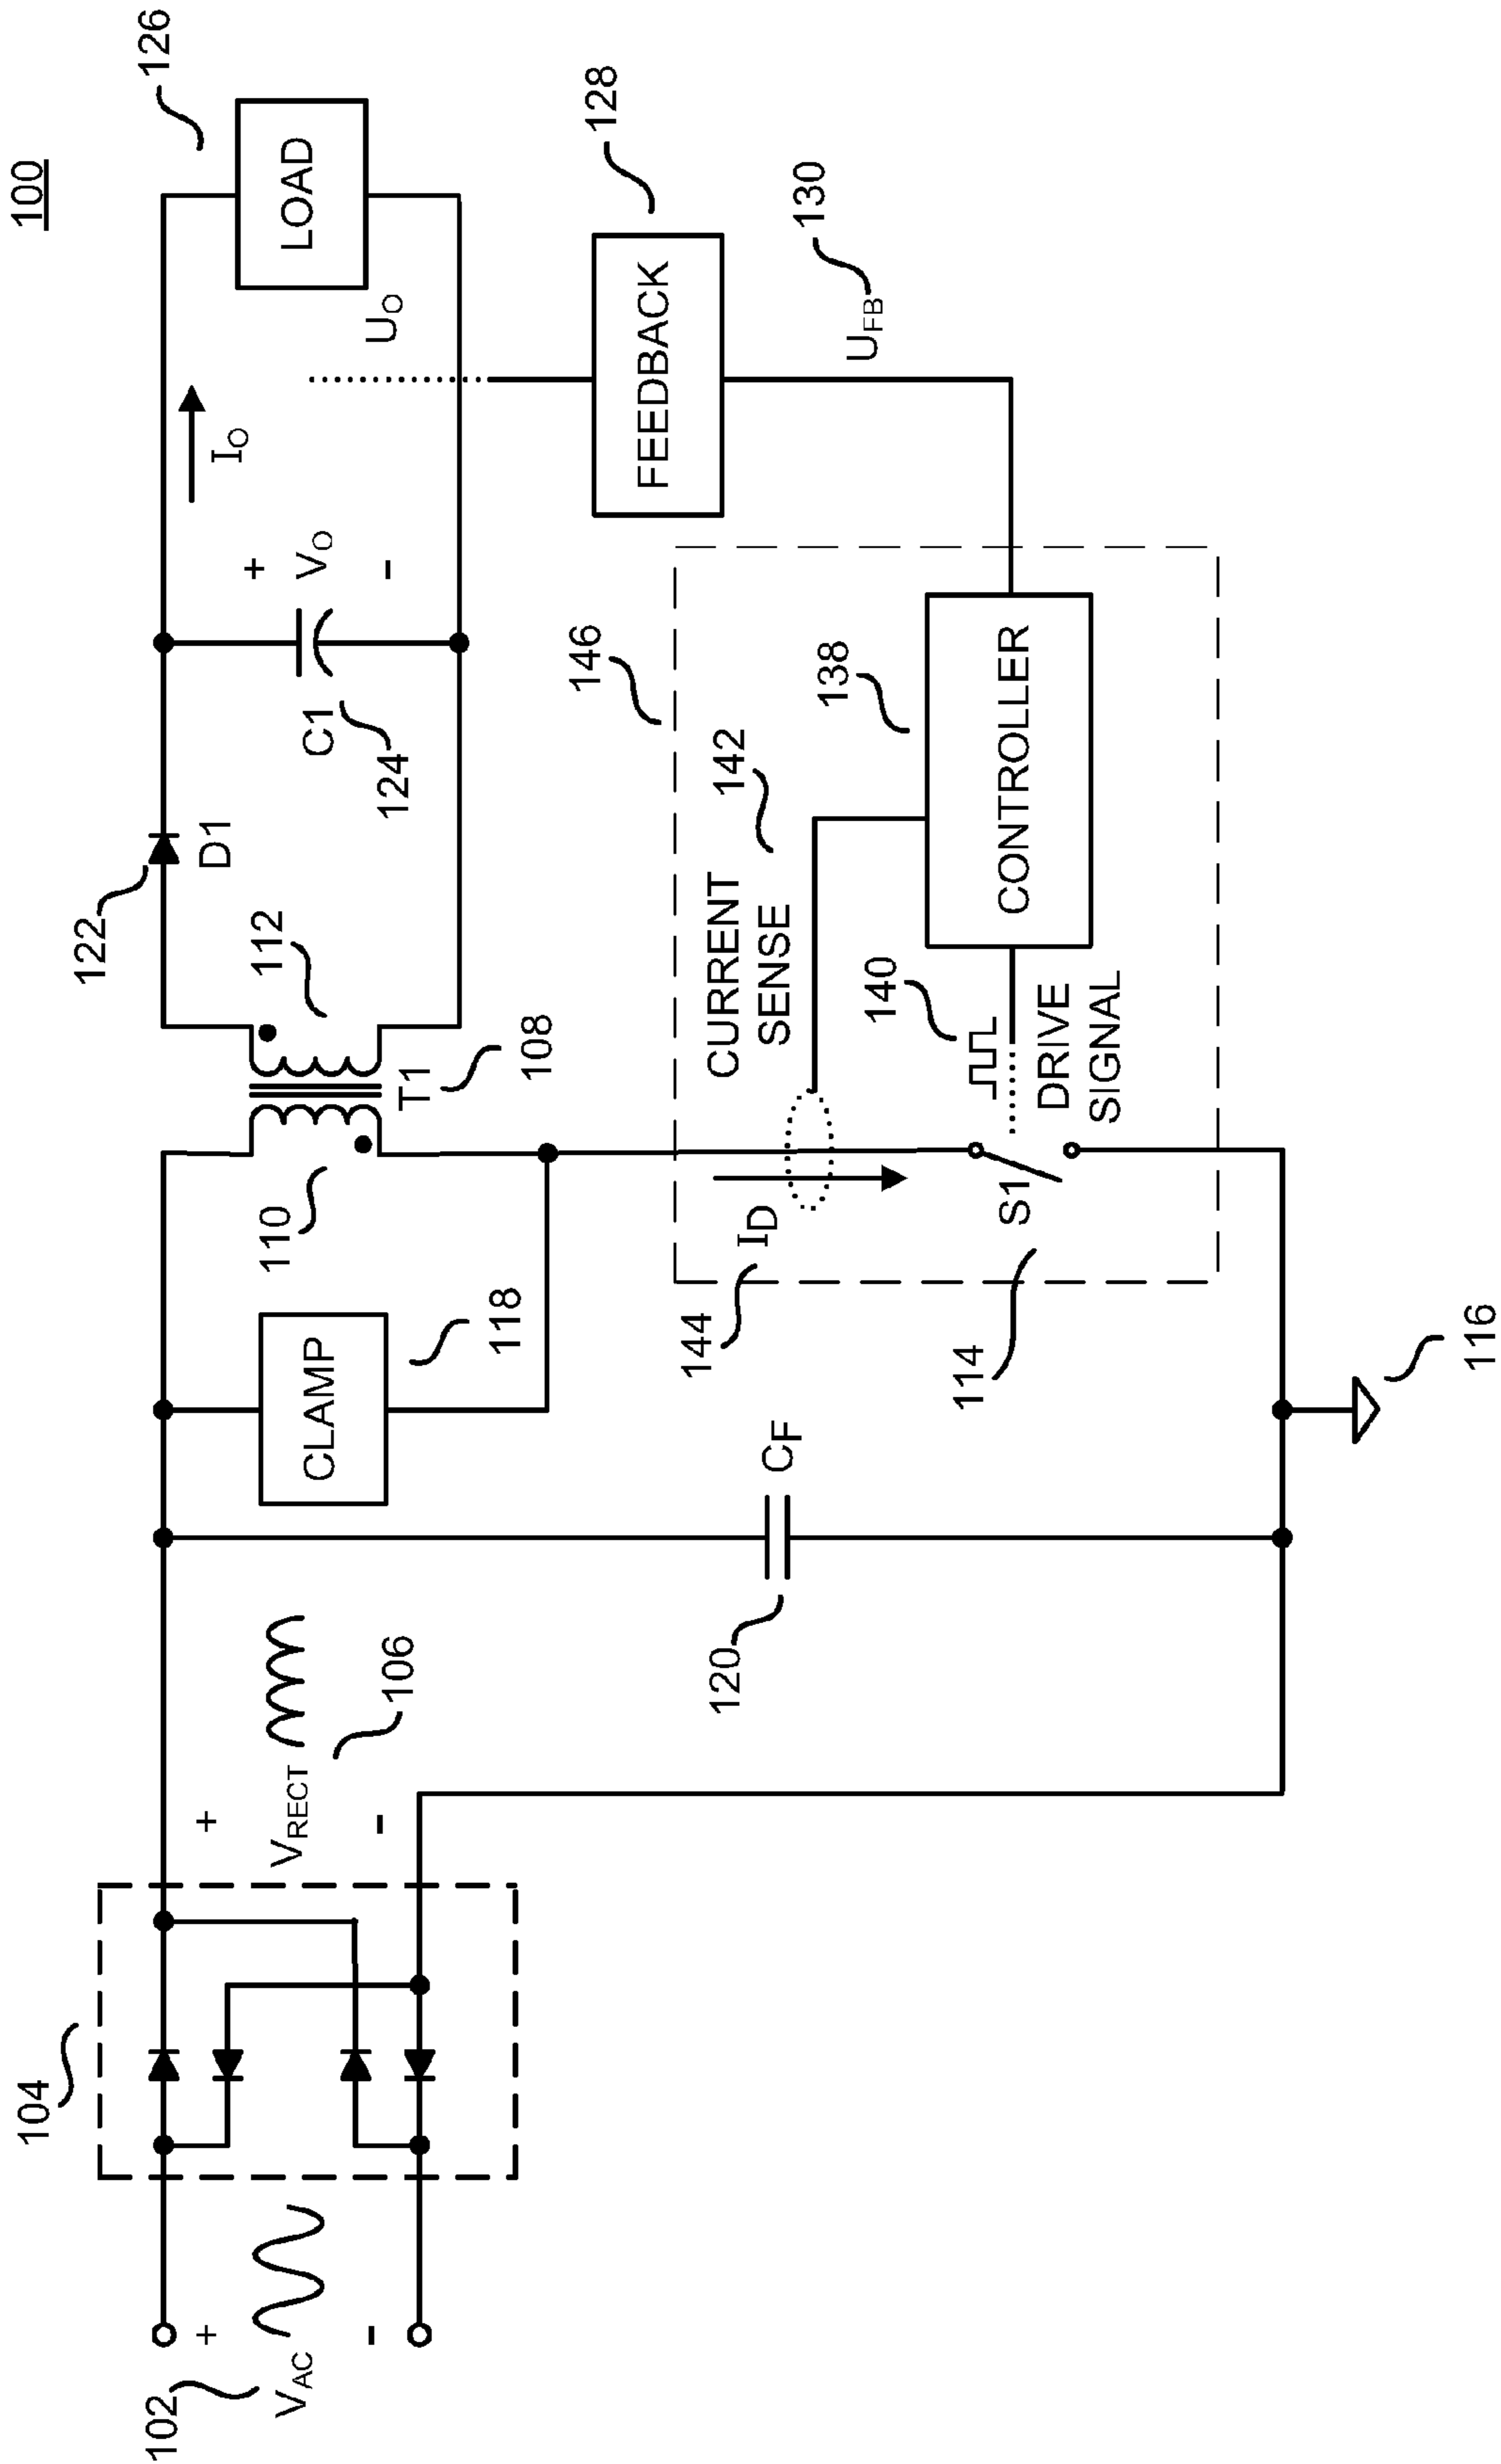 100
126
LOAD
I_O
U_O
+
V_O
-
C1
124
122
D1
112
T1
108
110
CLAMP
118
128
FEEDBACK
130
U_FB
146
138
CONTROLLER
142
CURRENT
SENSE
140
DRIVE
SIGNAL
I_D
144
S1
114
C_F
120
116
104
+
V_RECT
-
106
102
+
V_AC
-